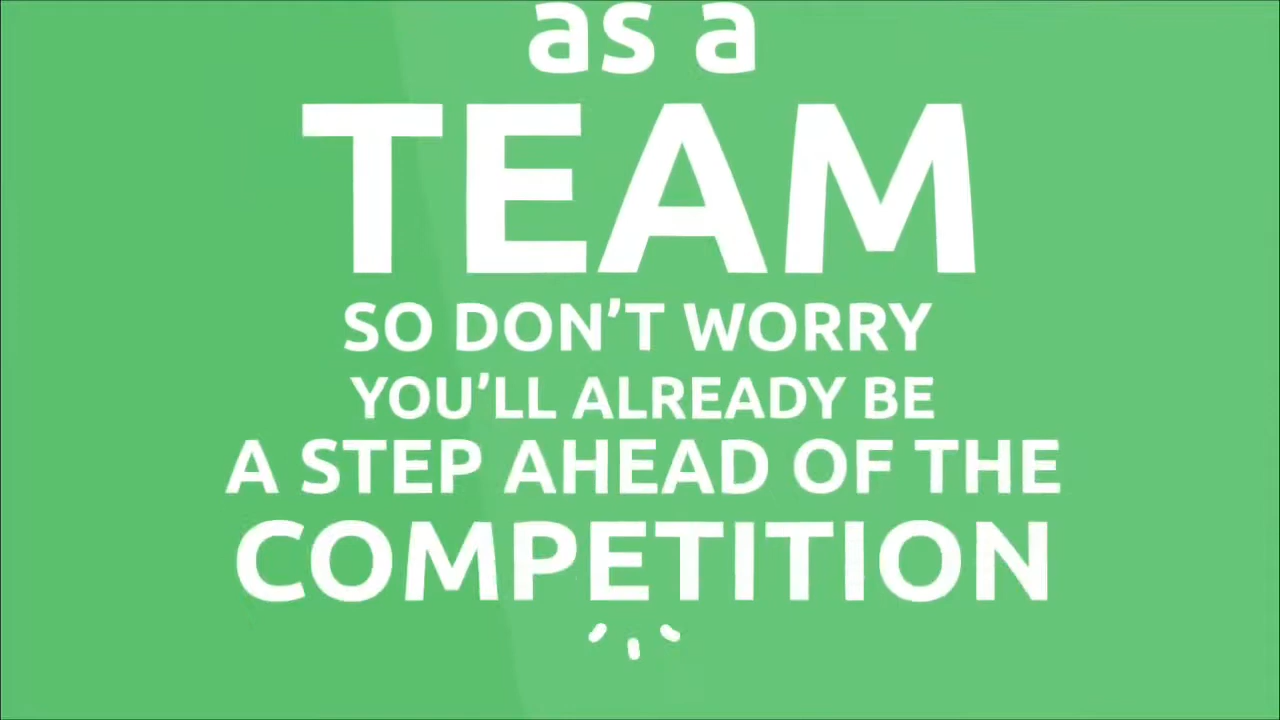 as a
TEAM
SO DON’T WORRY
YOU’LL ALREADY BE
A STEP AHEAD OF THE
COMPETITION